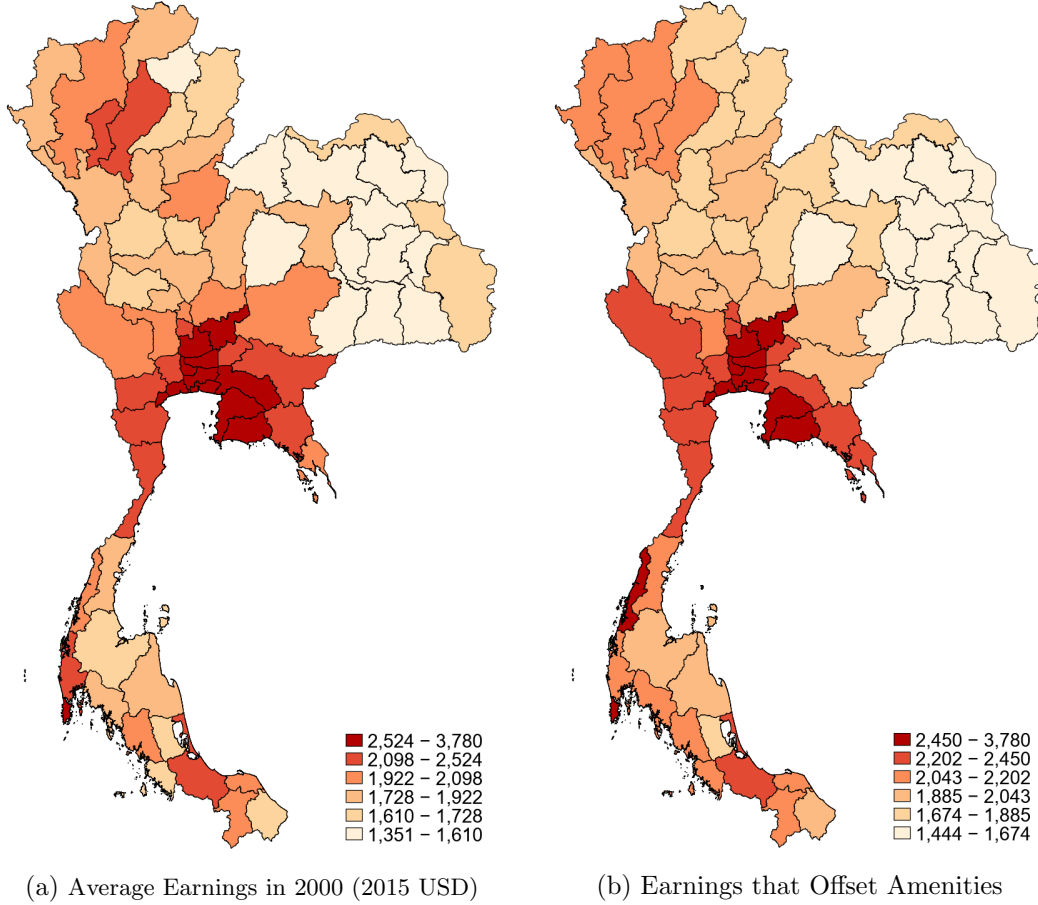 2,524 − 3,780
2,098 − 2,524
1,922 − 2,098
1,728 − 1,922
1,610 − 1,728
1,351 − 1,610
(a) Average Earnings in 2000 (2015 USD)
2,450 − 3,780
2,202 − 2,450
2,043 − 2,202
1,885 − 2,043
1,674 − 1,885
1,444 − 1,674
(b) Earnings that Offset Amenities